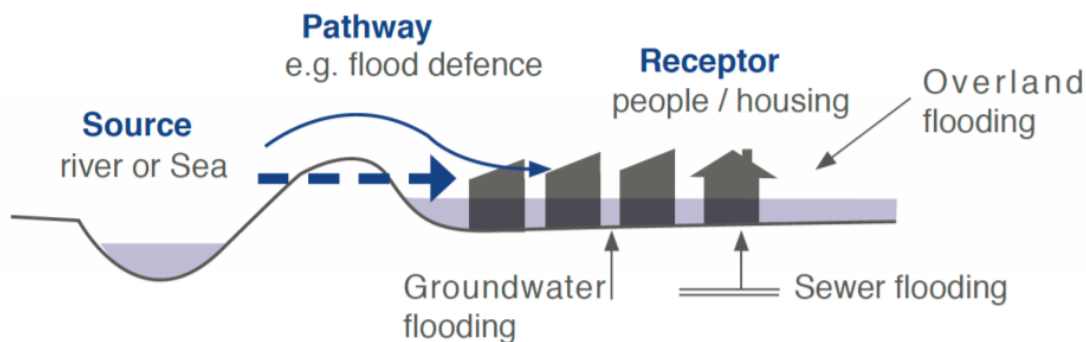 Pathway
e.g. flood defence
Receptor
people / housing
Overland
flooding
Source
river or Sea
Groundwater
flooding
Sewer flooding